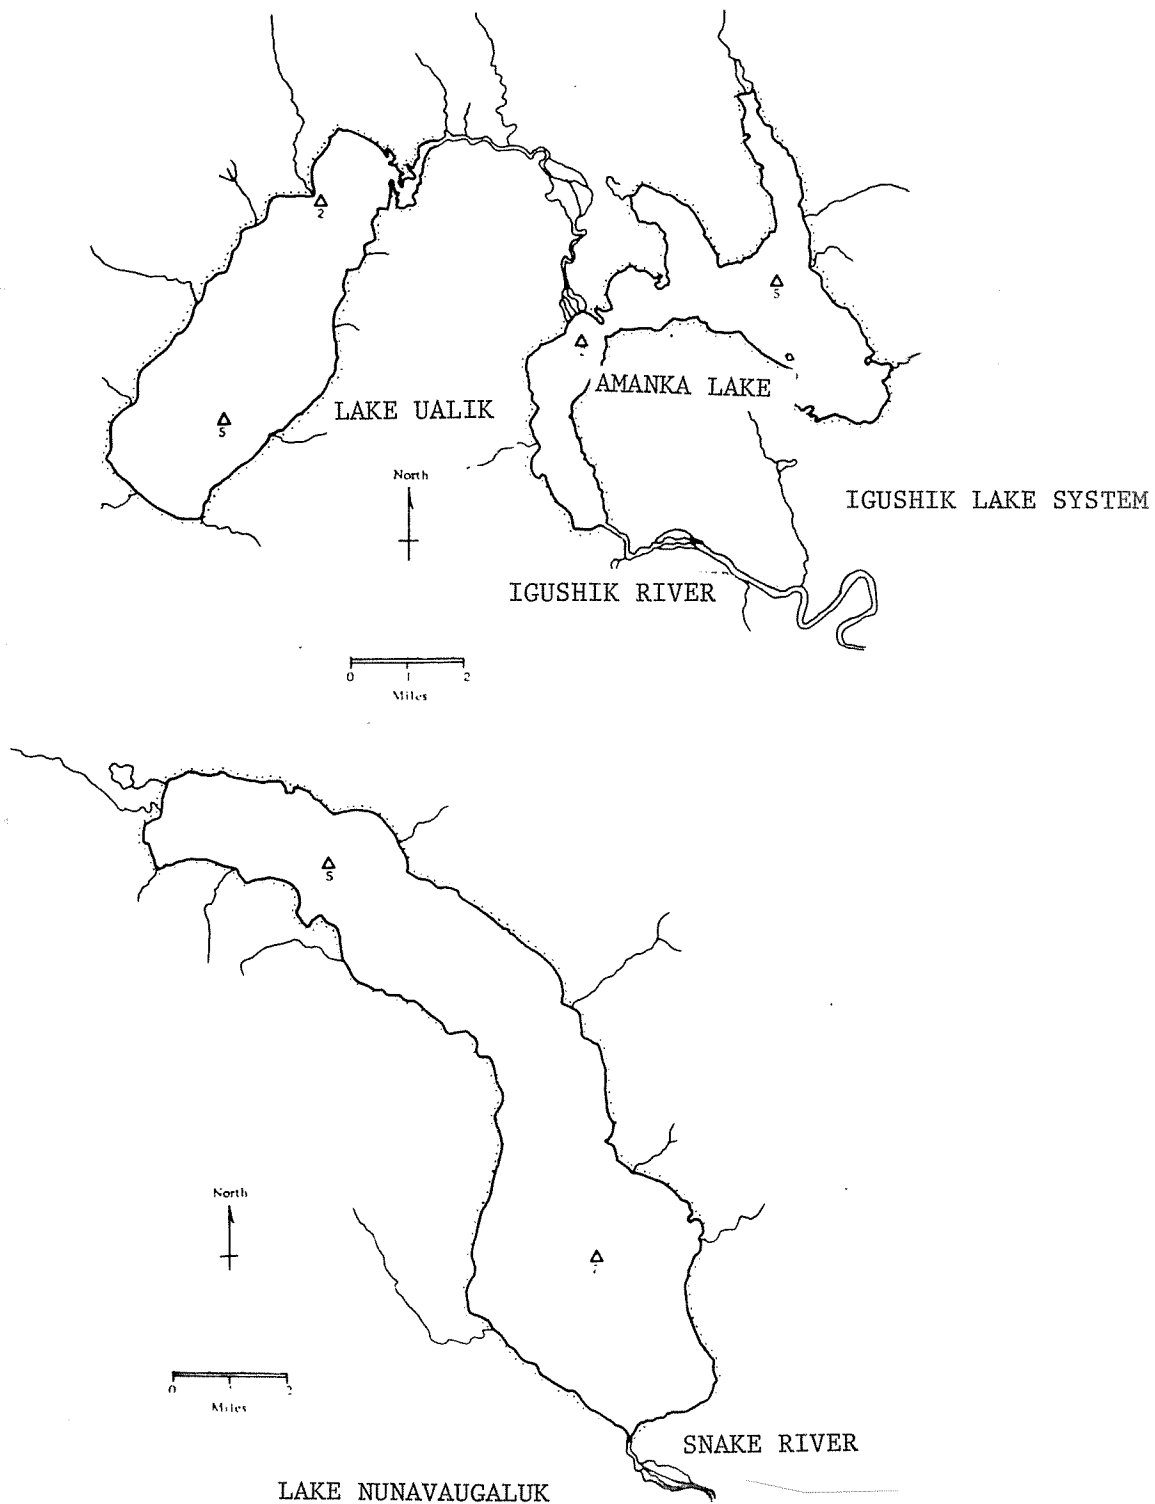 2
S
S
AMANKA LAKE
LAKE UALIK
North
IGUSHIK LAKE SYSTEM
IGUSHIK RIVER
0 1 2
Miles
S
North
0 1 2
Miles
SNAKE RIVER
LAKE NUNAVAUGALUK